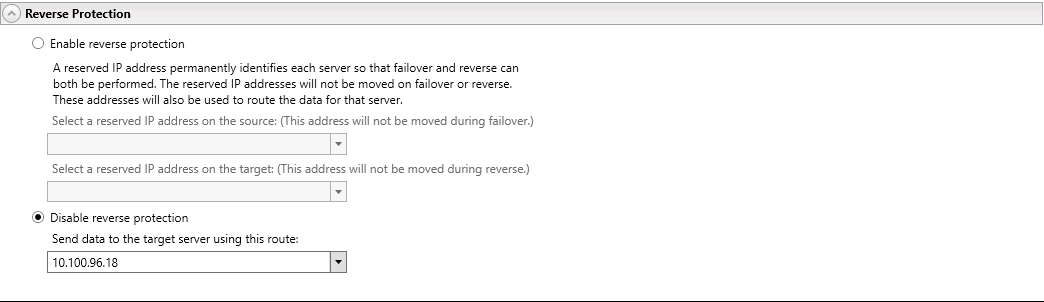 Reverse Protection
Enable reverse protection
A reserved IP address permanently identifies each server so that failover and reverse can
both be performed. The reserved IP addresses will not be moved on failover or reverse.
These addresses will also be used to route the data for that server.
Select a reserved IP address on the source: (This address will not be moved during failover.)
Select a reserved IP address on the target: (This address will not be moved during reverse.)
Disable reverse protection
Send data to the target server using this route:
10.100.96.18